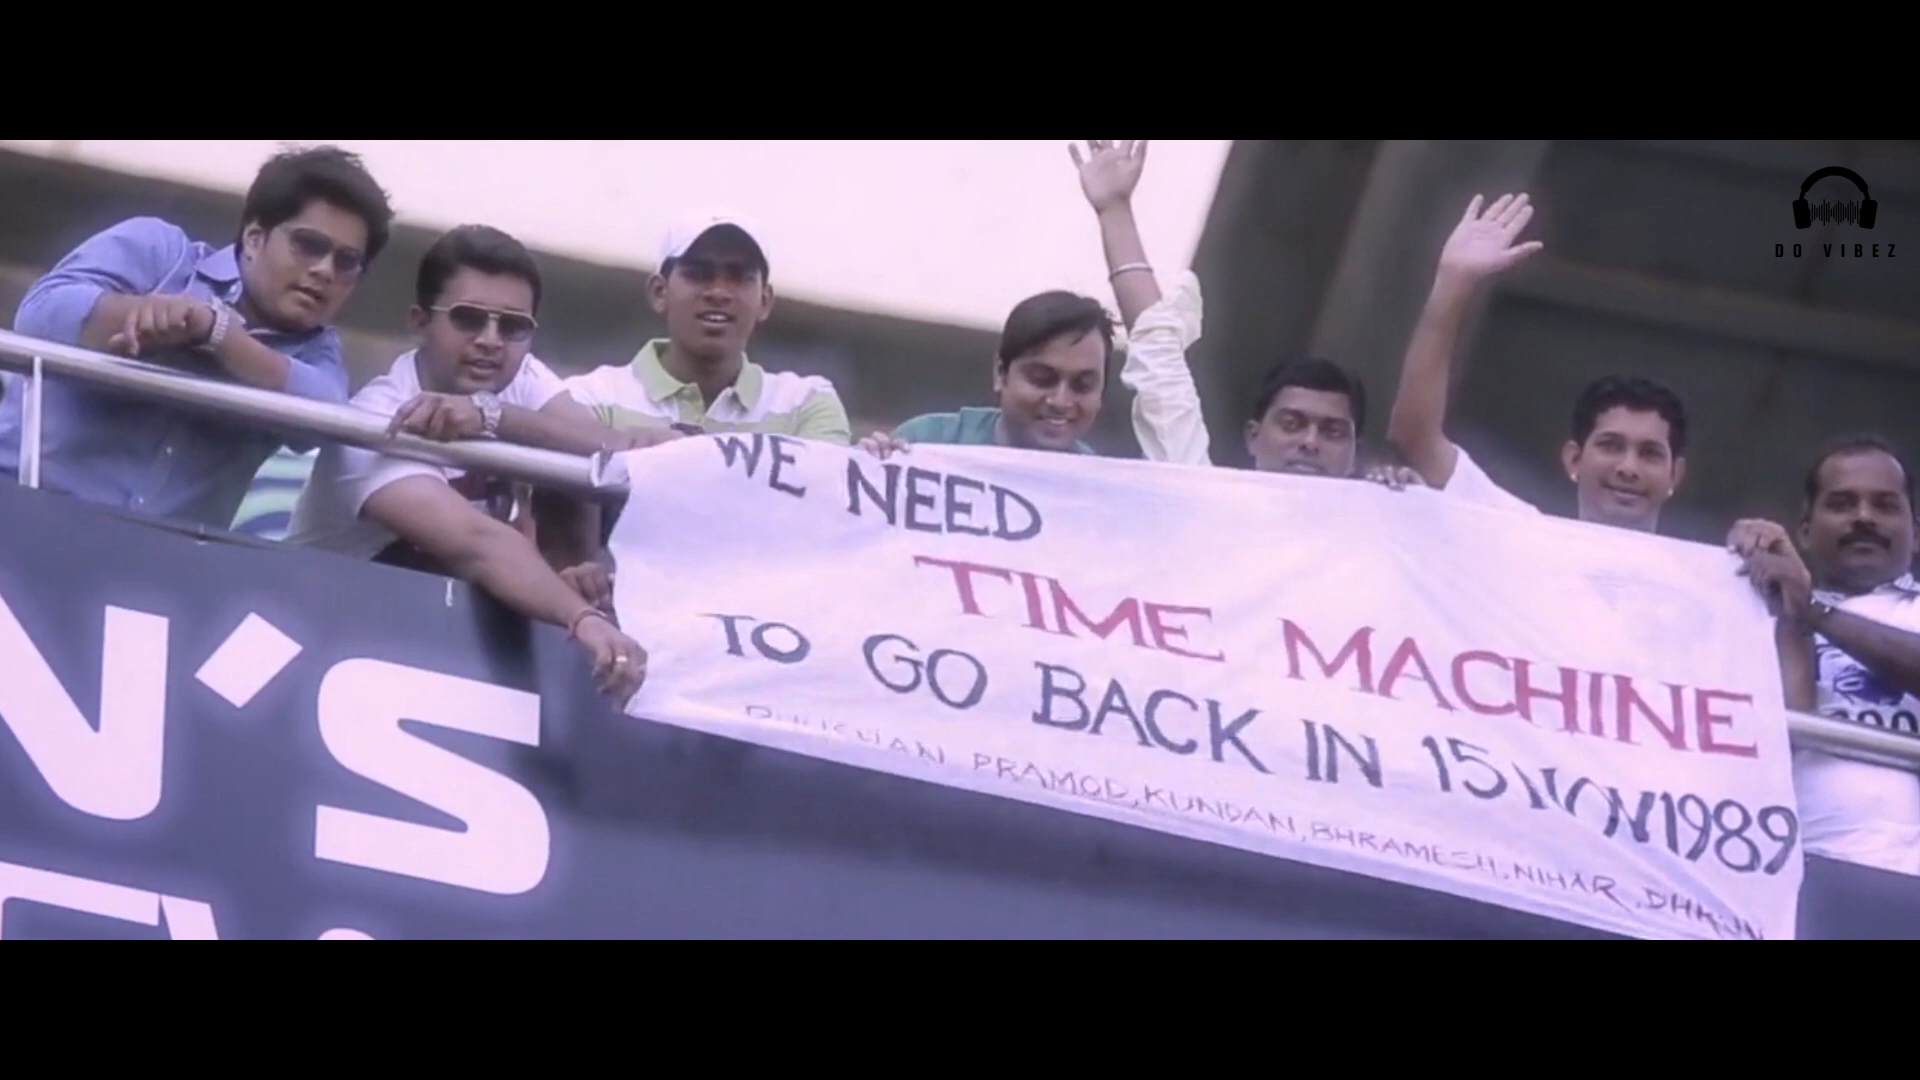 DO VIBEZ
WE NEED
TIME MACHINE
TO GO BACK IN 15 NOV 1989
PRAMOD, KUNDAN, BHRAMESH, NIHAR,
N'S